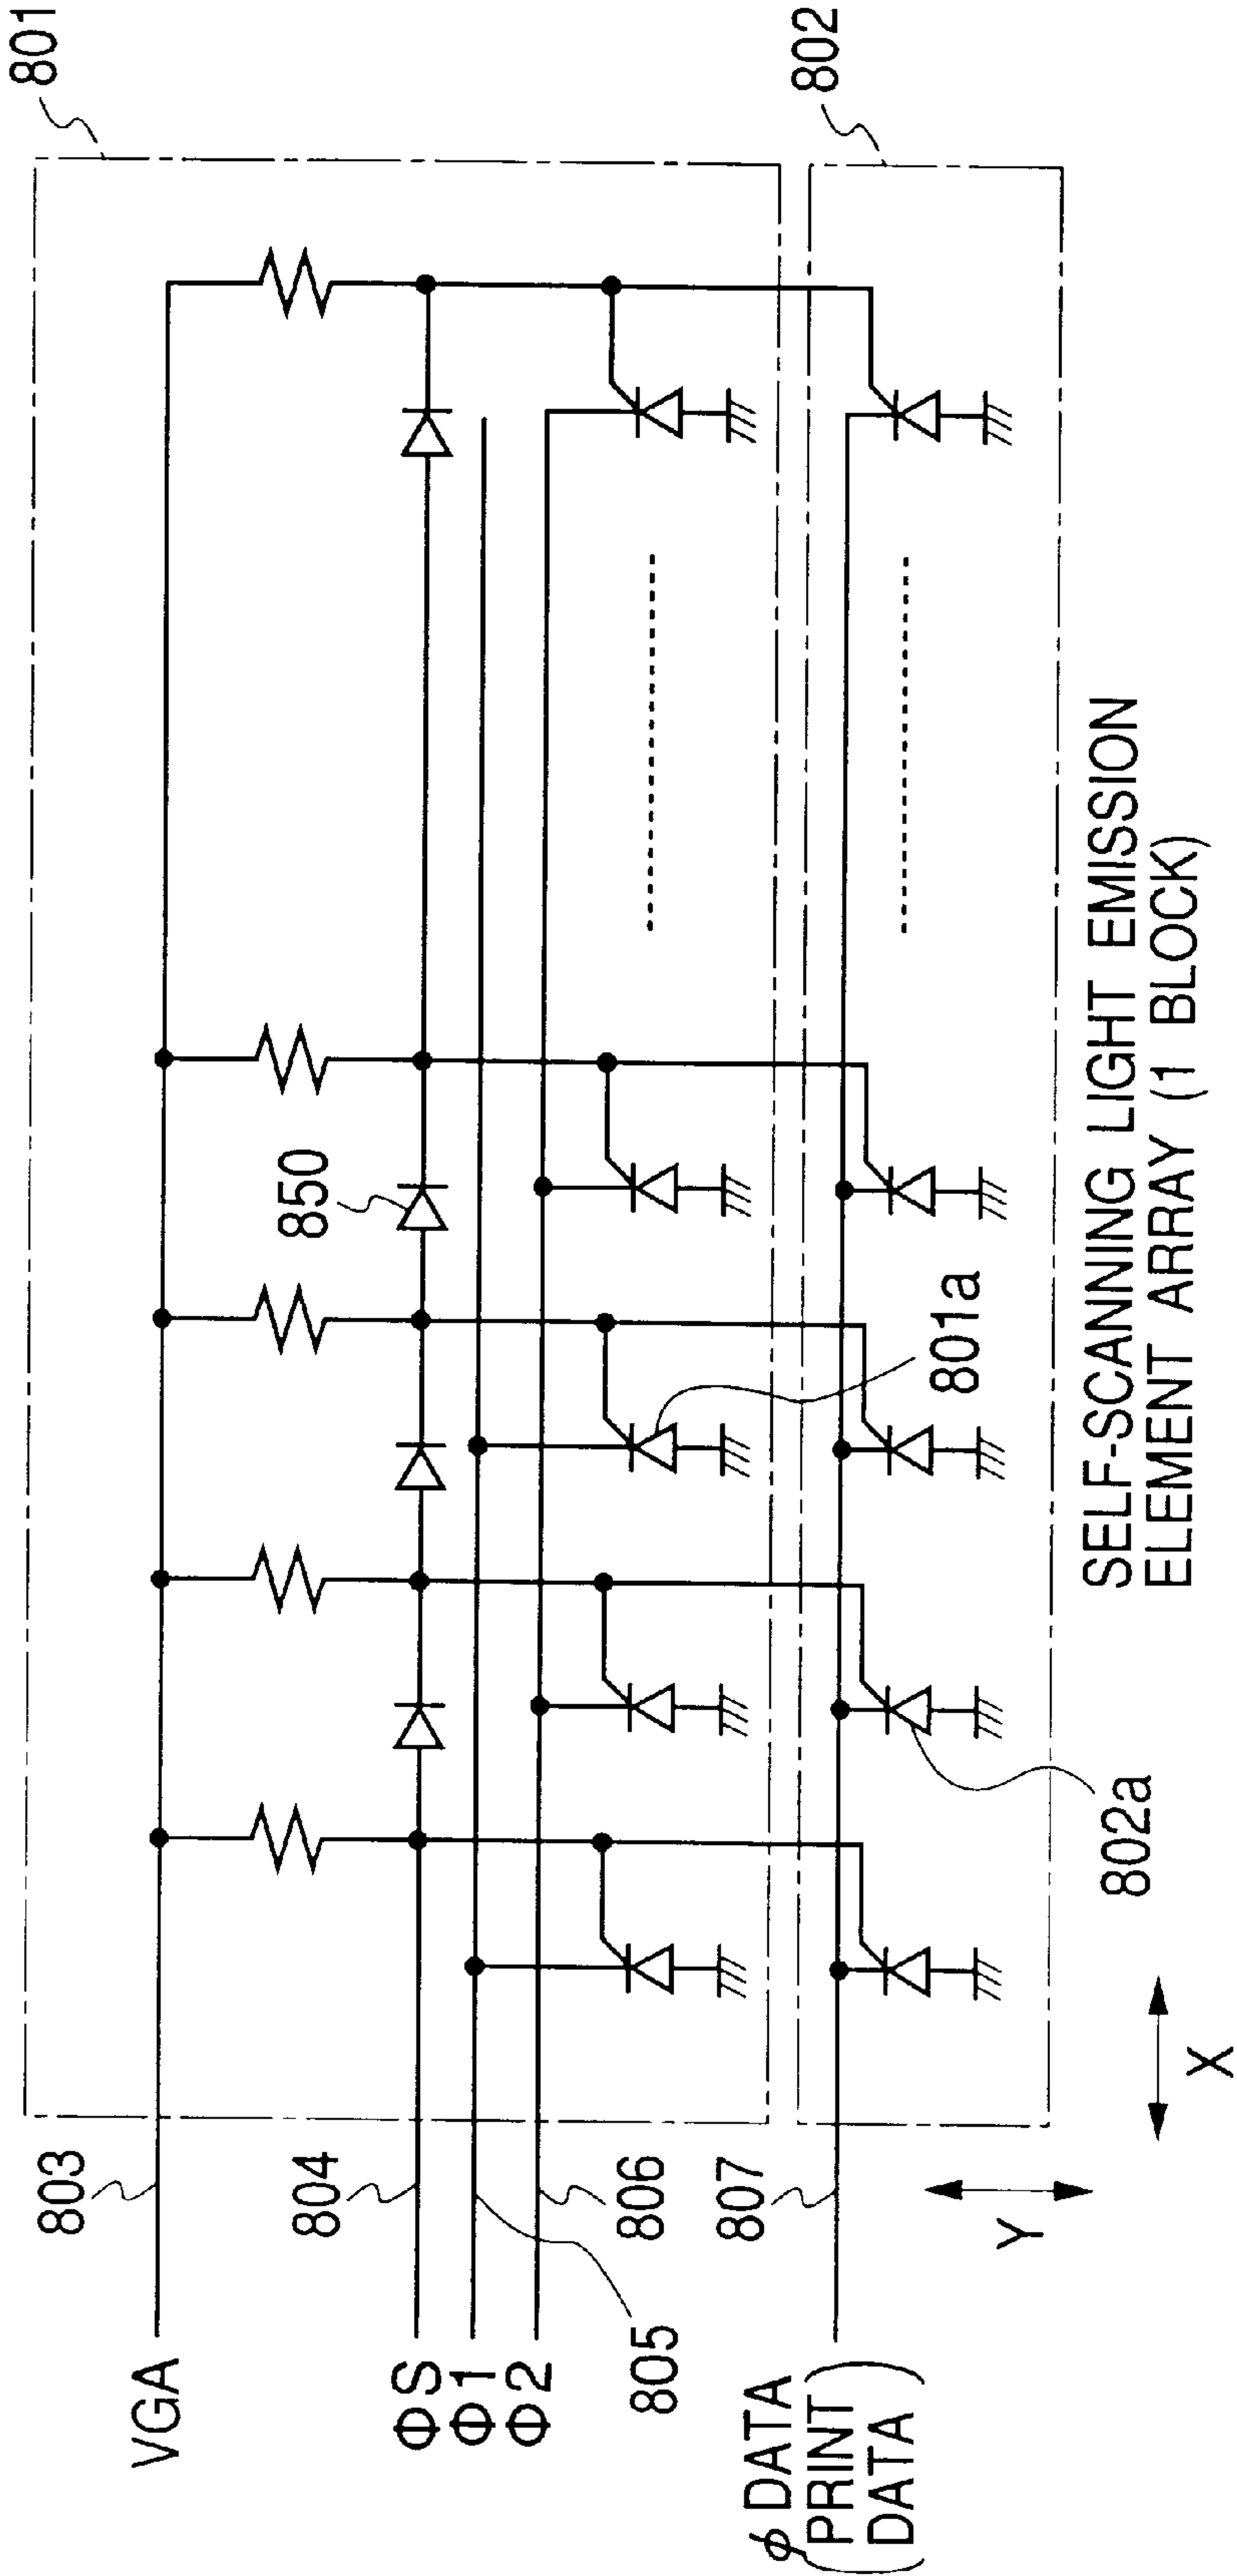 801
802
850
801a
802a
803
804
805
806
807
VGA
ΦS
Φ1
Φ2
ϕ DATA
(PRINT
DATA)
X
Y
SELF-SCANNING LIGHT EMISSION
ELEMENT ARRAY (1 BLOCK)